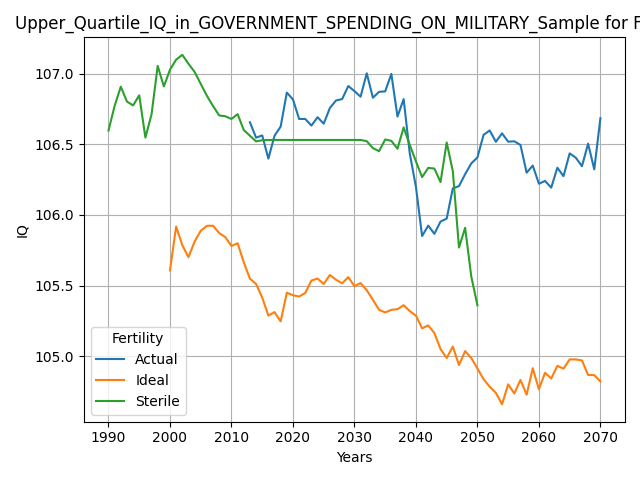 Upper_Quartile_IQ_in_GOVERNMENT_SPENDING_ON_MILITARY_Sample for F
107.0
106.5
106.0
105.5
105.0
IQ
Fertility
Actual
Ideal
Sterile
1990 2000 2010 2020 2030 2040 2050 2060 2070
Years